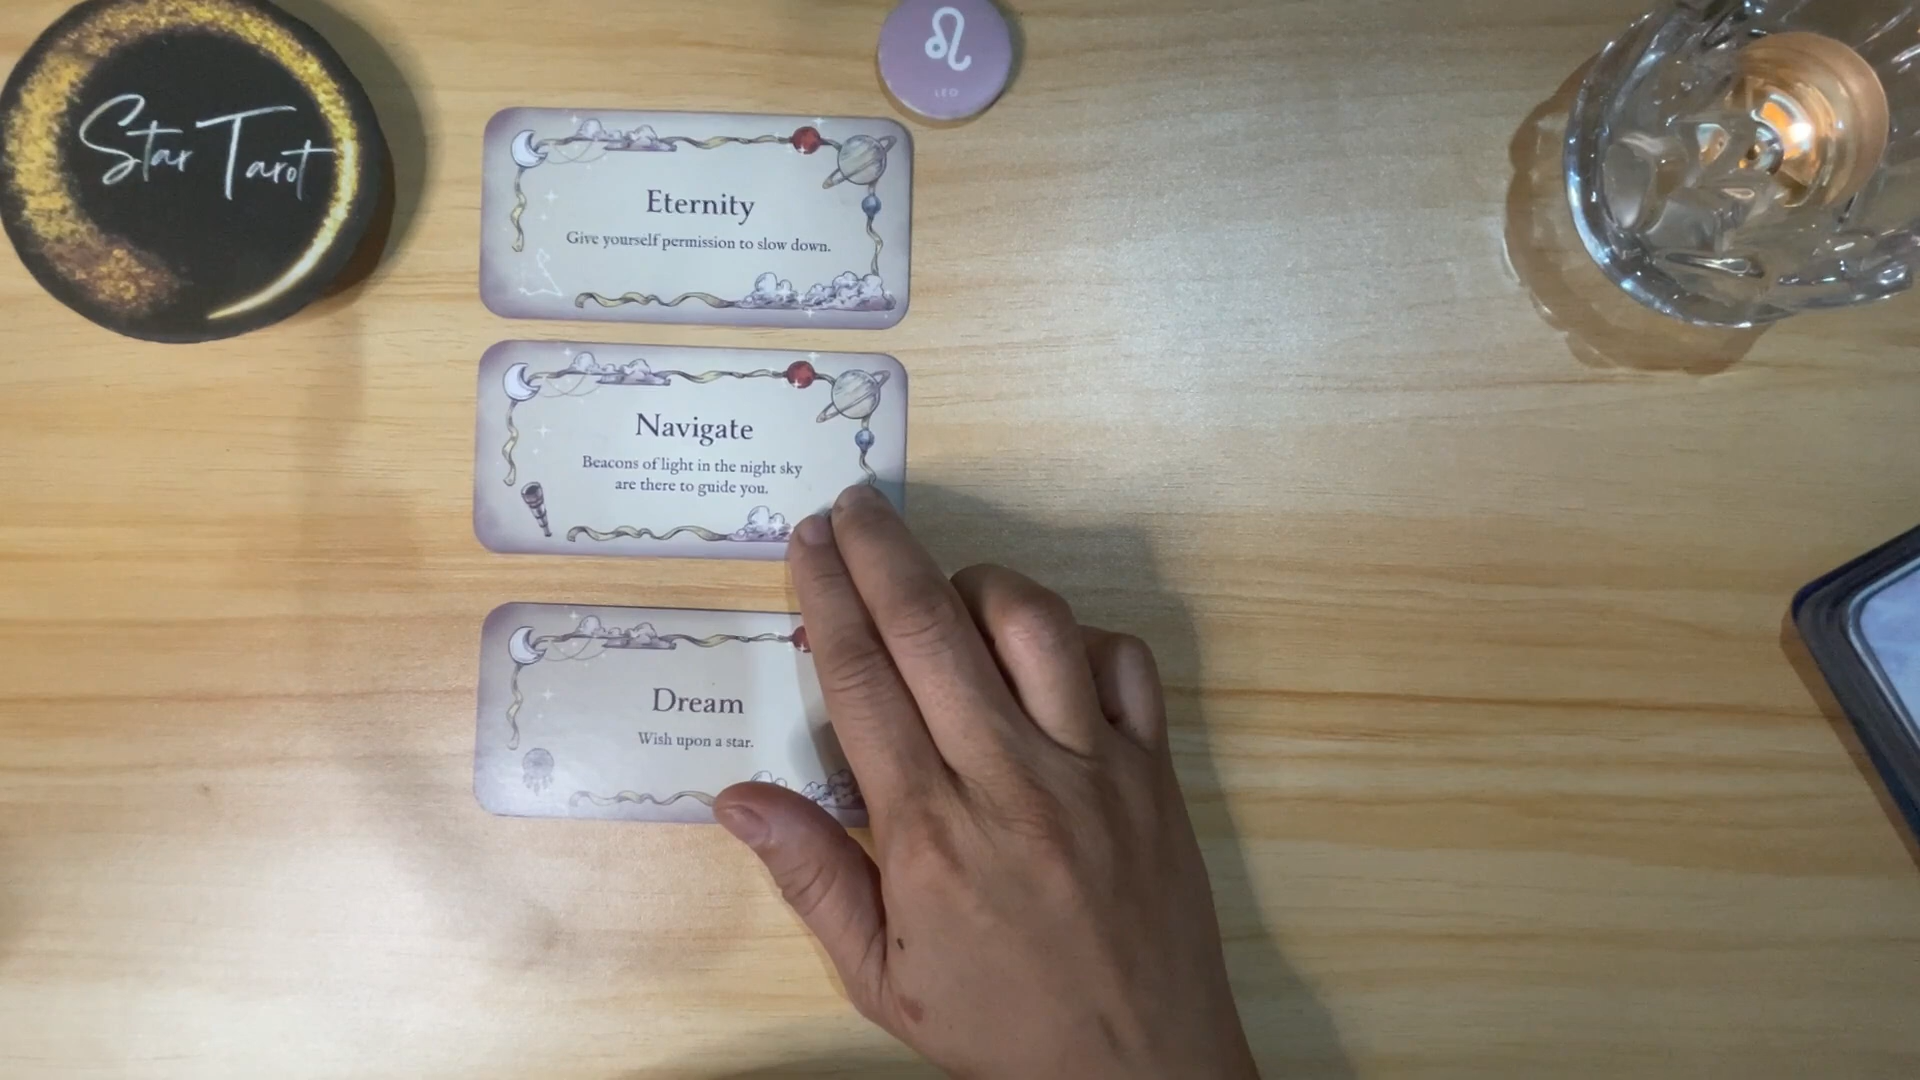 Star Tarot
LEO
Eternity
Give yourself permission to slow down.
Navigate
Beacons of light in the night sky
are there to guide you.
Dream
Wish upon a star.